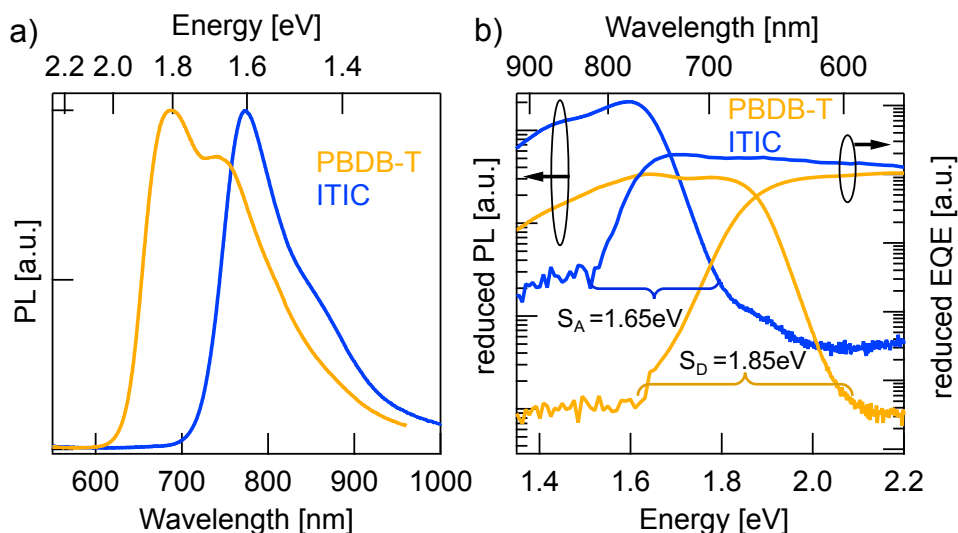 a)
Energy [eV]
2.2 2.0 1.8 1.6 1.4
PBDB-T
ITIC
PL [a.u.]
600 700 800 900 1000
Wavelength [nm]
b)
Wavelength [nm]
900 800 700 600
PBDB-T
ITIC
reduced PL [a.u.]
reduced EQE [a.u.]
S_A =1.65eV
S_D =1.85eV
1.4 1.6 1.8 2.0 2.2
Energy [eV]